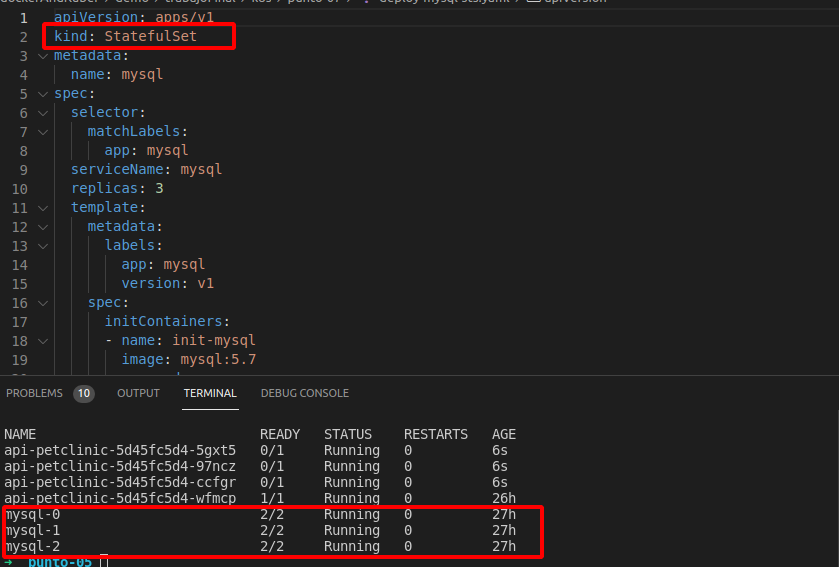 1 apiVersion: apps/v1
2 kind: StatefulSet
3 metadata:
4 name: mysql
5 spec:
6 selector:
7 matchLabels:
8 app: mysql
9 serviceName: mysql
10 replicas: 3
11 template:
12 metadata:
13 labels:
14 app: mysql
15 version: v1
16 spec:
17 initContainers:
18 - name: init-mysql
19 image: mysql:5.7
PROBLEMS 10 OUTPUT TERMINAL DEBUG CONSOLE
NAME READY STATUS RESTARTS AGE
api-petclinic-5d45fc5d4-5gxt5 0/1 Running 0 6s
api-petclinic-5d45fc5d4-97ncz 0/1 Running 0 6s
api-petclinic-5d45fc5d4-ccfgr 0/1 Running 0 6s
api-petclinic-5d45fc5d4-wfmcp 1/1 Running 0 26h
mysql-0 2/2 Running 0 27h
mysql-1 2/2 Running 0 27h
mysql-2 2/2 Running 0 27h
→ punto-05